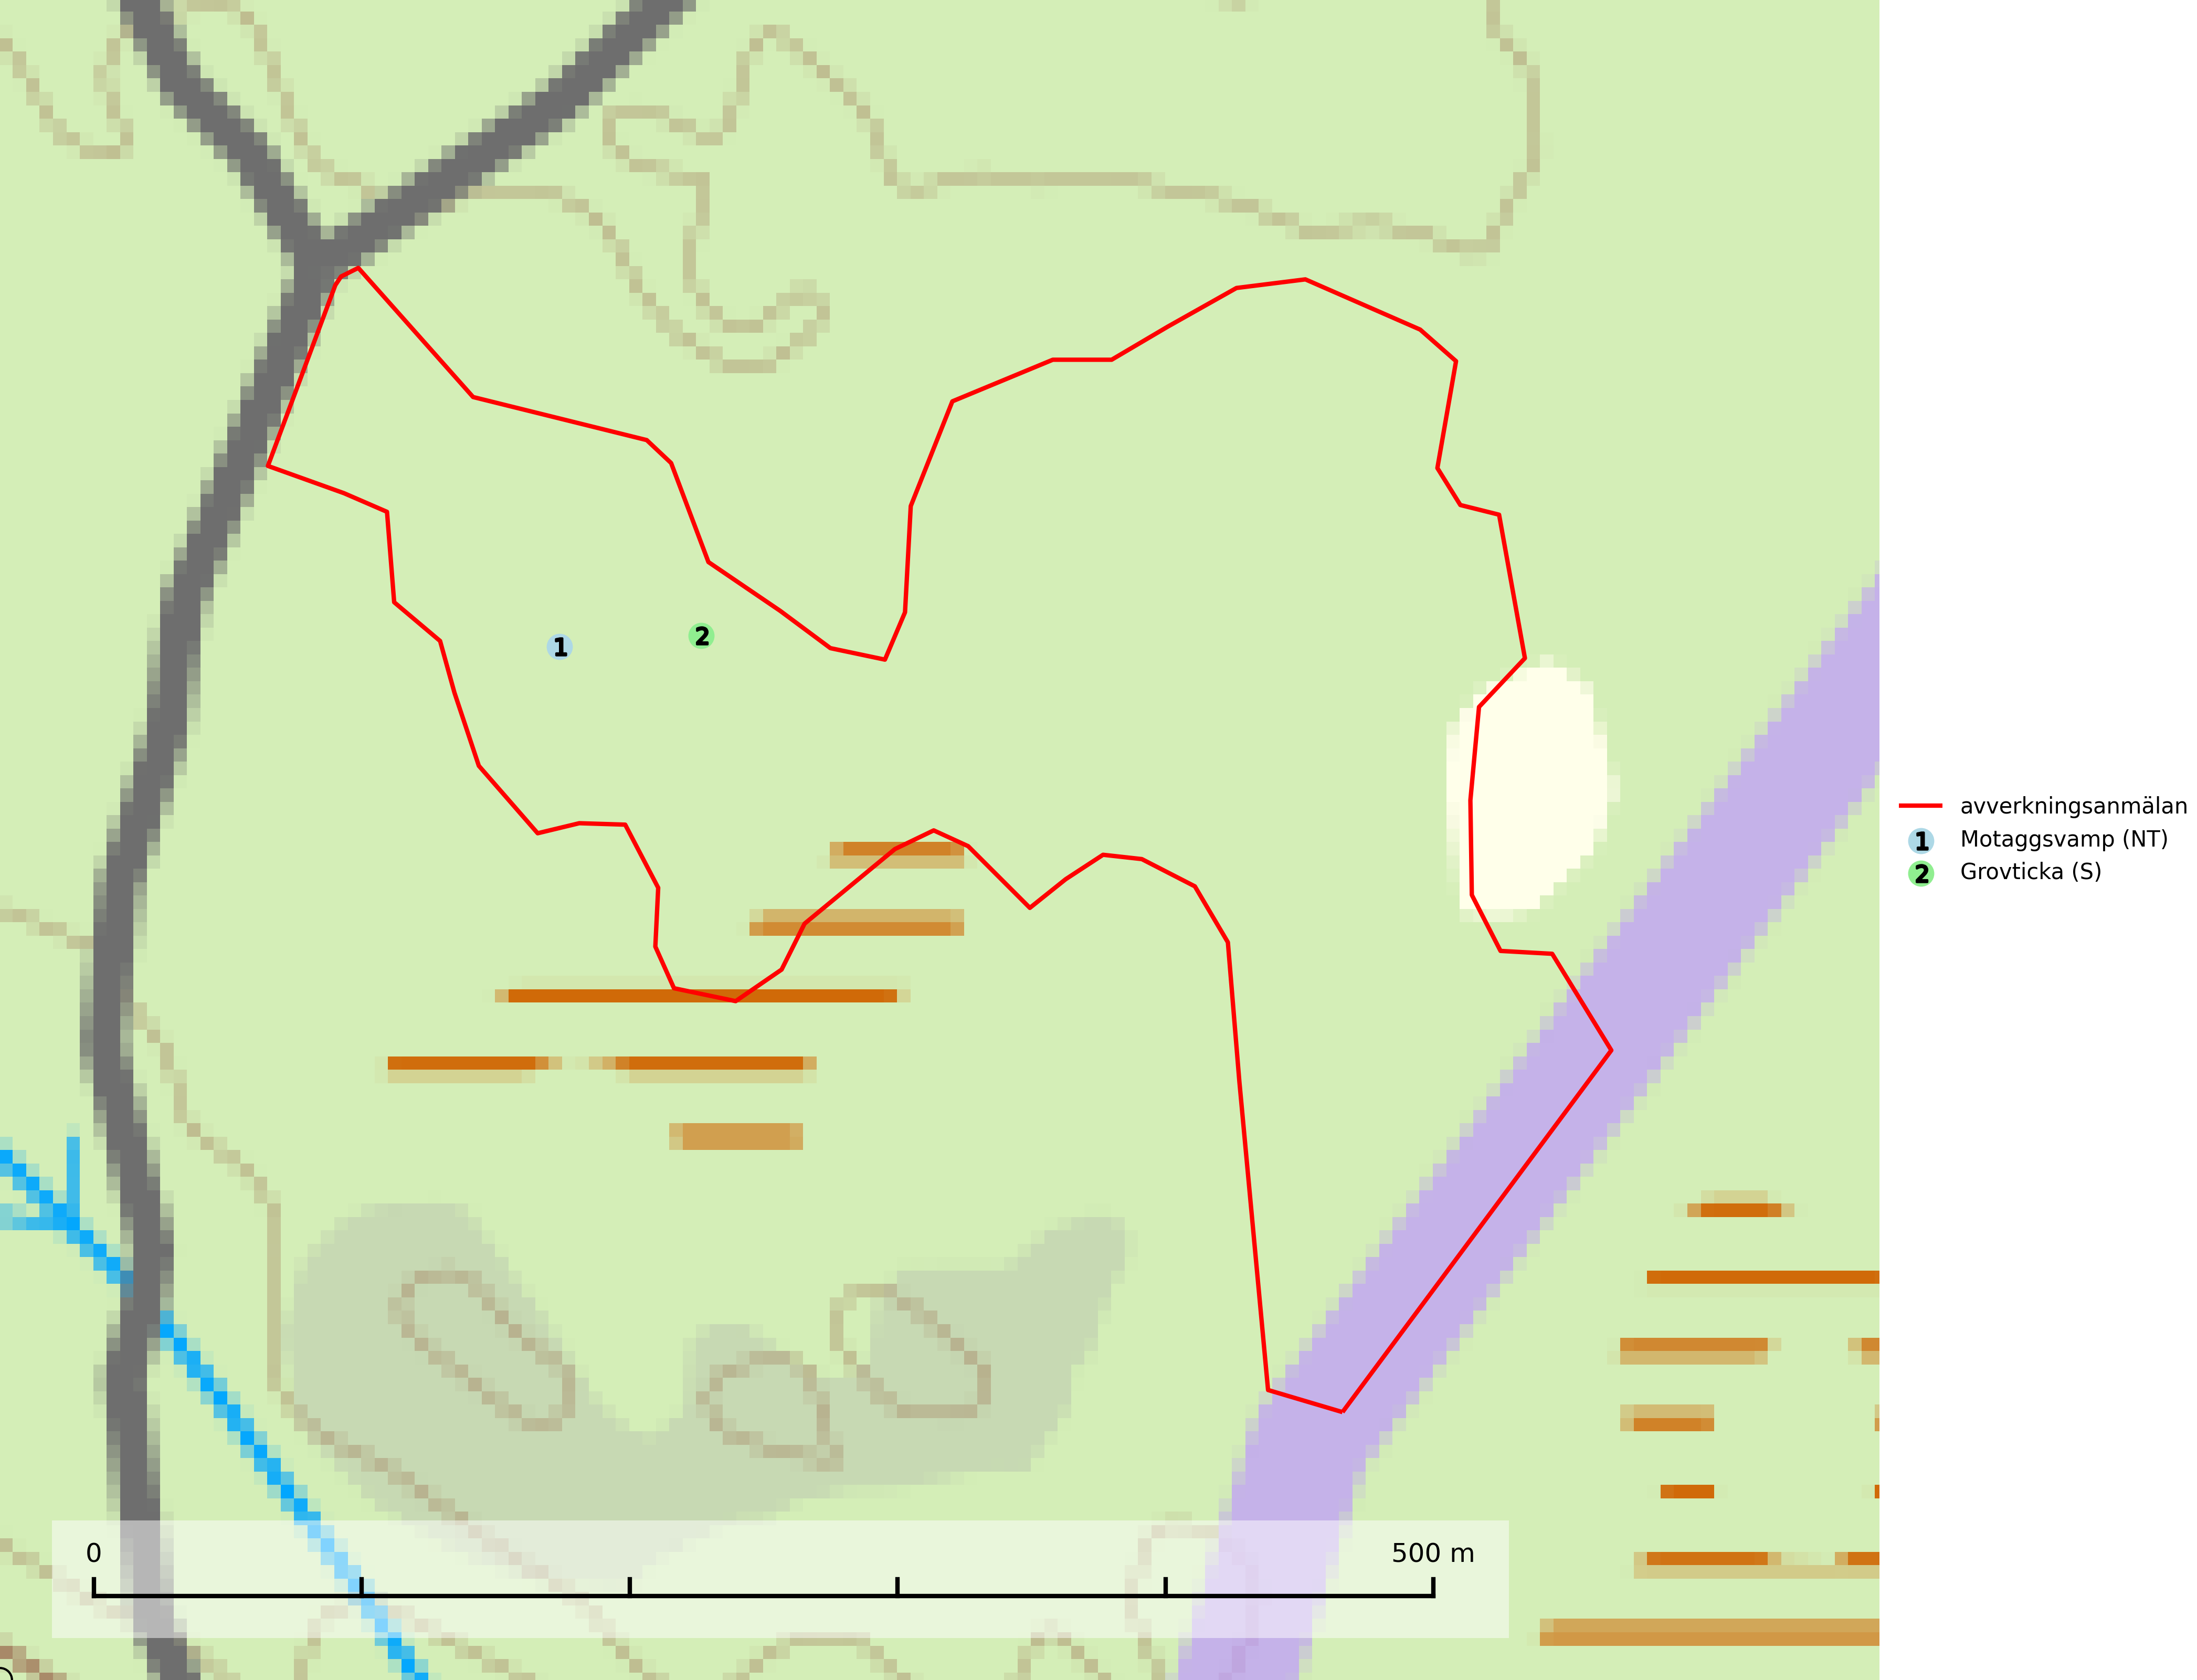 1
2
avverkningsanmälan
1 Motaggsvamp (NT)
2 Grovticka (S)
0 500 m